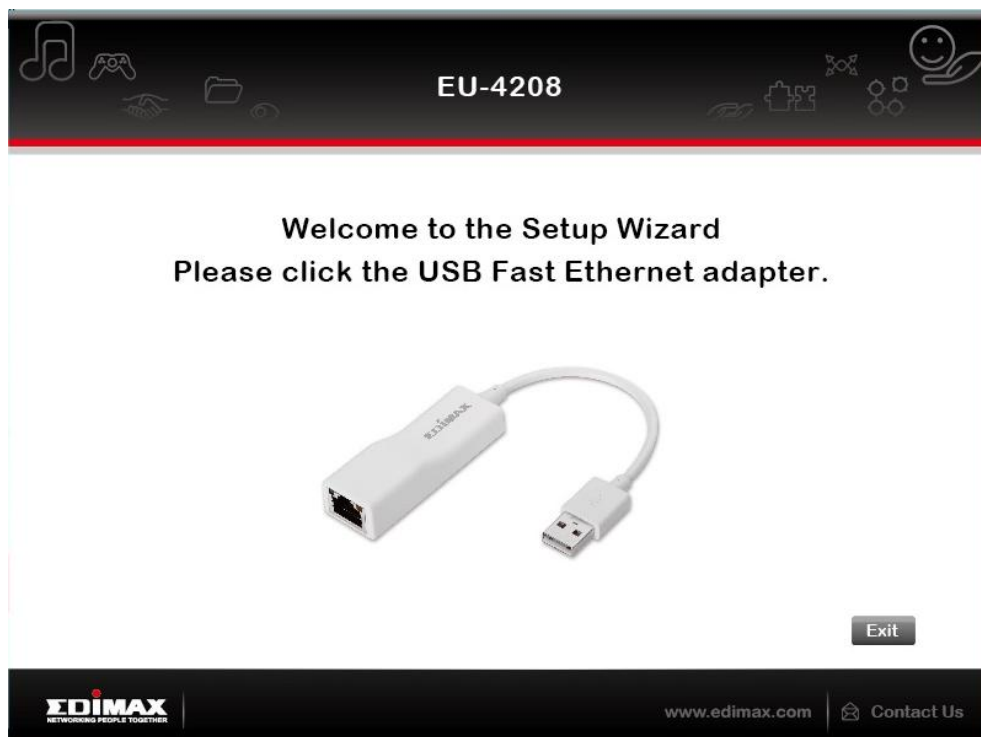 EU-4208
Welcome to the Setup Wizard
Please click the USB Fast Ethernet adapter.
EDIMAX
Exit
EDIMAX
NETWORKING PEOPLE TOGETHER
www.edimax.com
Contact Us